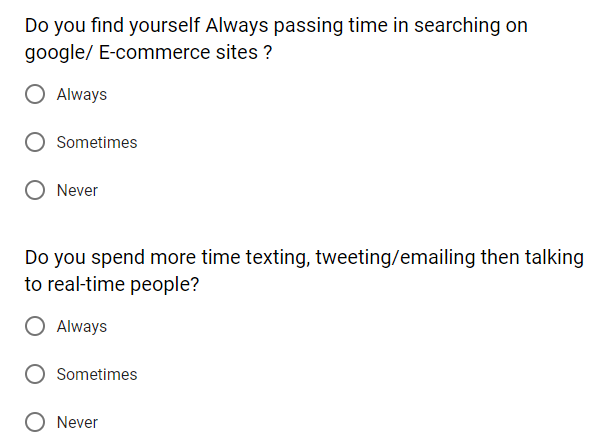 Do you find yourself Always passing time in searching on
google/ E-commerce sites ?
Always
Sometimes
Never
Do you spend more time texting, tweeting/emailing then talking
to real-time people?
Always
Sometimes
Never